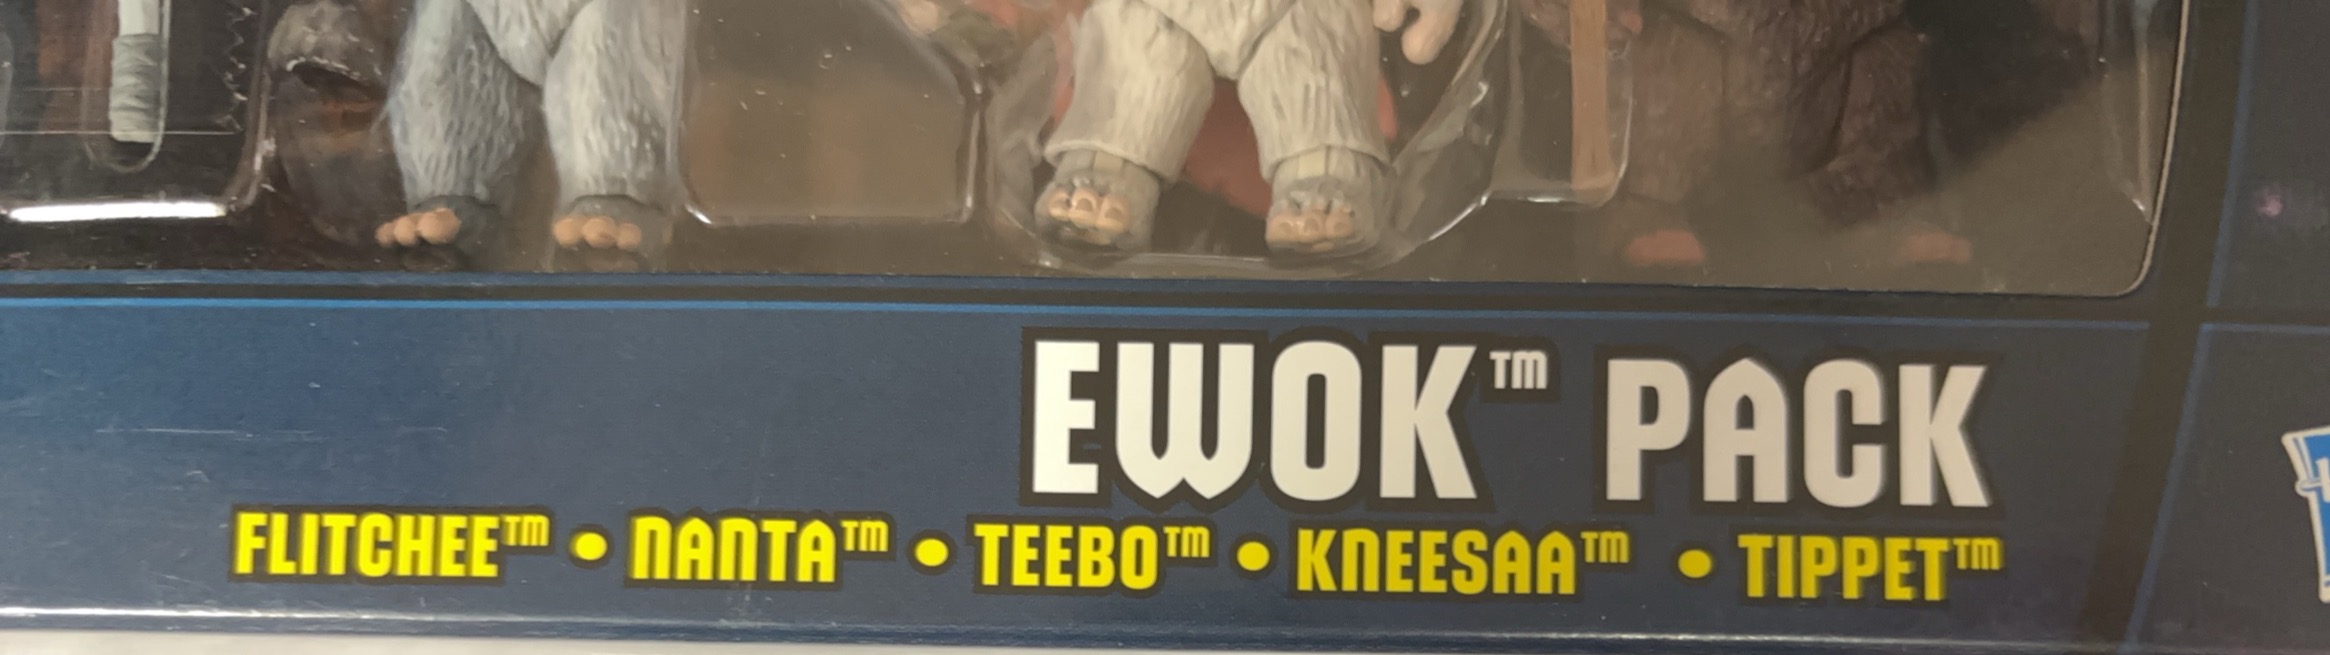 EWOK™ PACK
FLITCHEE™ • NANTA™ • TEEBO™ • KNEESAA™ • TIPPET™